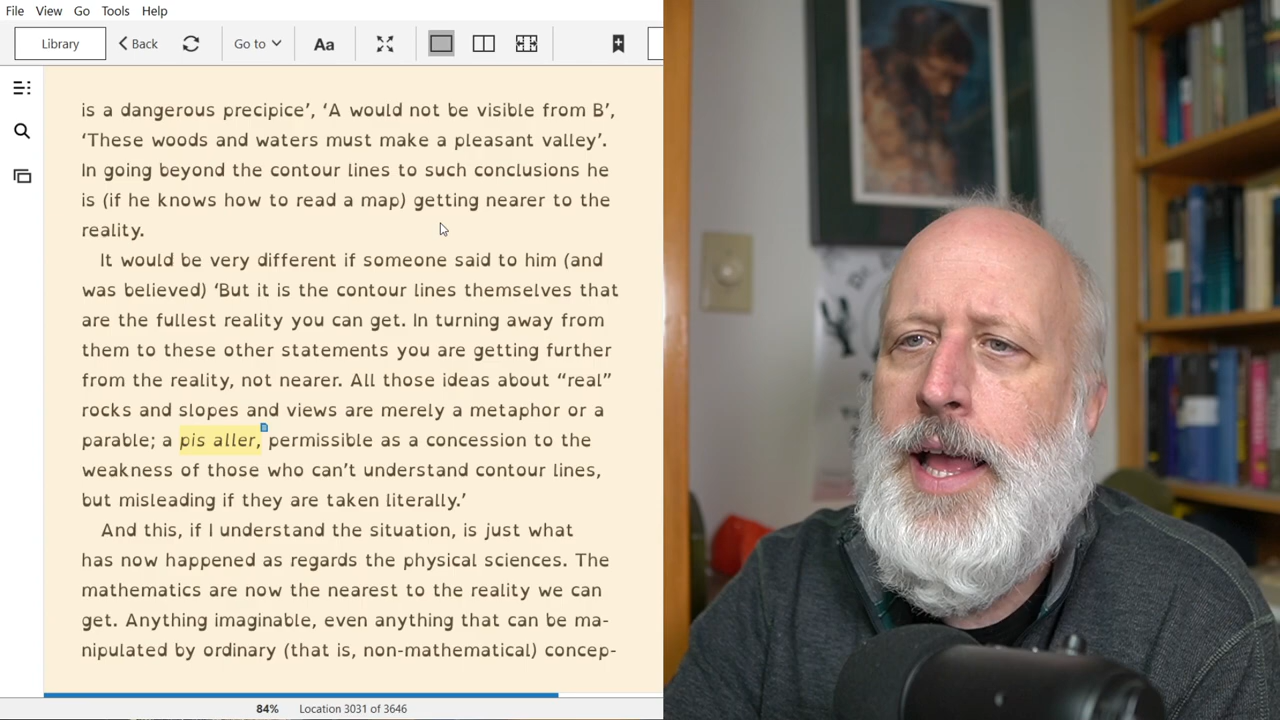 File View Go Tools Help
Library Back Go to Aa
is a dangerous precipice’, ‘A would not be visible from B’,
‘These woods and waters must make a pleasant valley’.
In going beyond the contour lines to such conclusions he
is (if he knows how to read a map) getting nearer to the
reality.
It would be very different if someone said to him (and
was believed) ‘But it is the contour lines themselves that
are the fullest reality you can get. In turning away from
them to these other statements you are getting further
from the reality, not nearer. All those ideas about “real”
rocks and slopes and views are merely a metaphor or a
parable; a pis aller, permissible as a concession to the
weakness of those who can’t understand contour lines,
but misleading if they are taken literally.’
And this, if I understand the situation, is just what
has now happened as regards the physical sciences. The
mathematics are now the nearest to the reality we can
get. Anything imaginable, even anything that can be ma-
nipulated by ordinary (that is, non-mathematical) concep-
84% Location 3031 of 3646